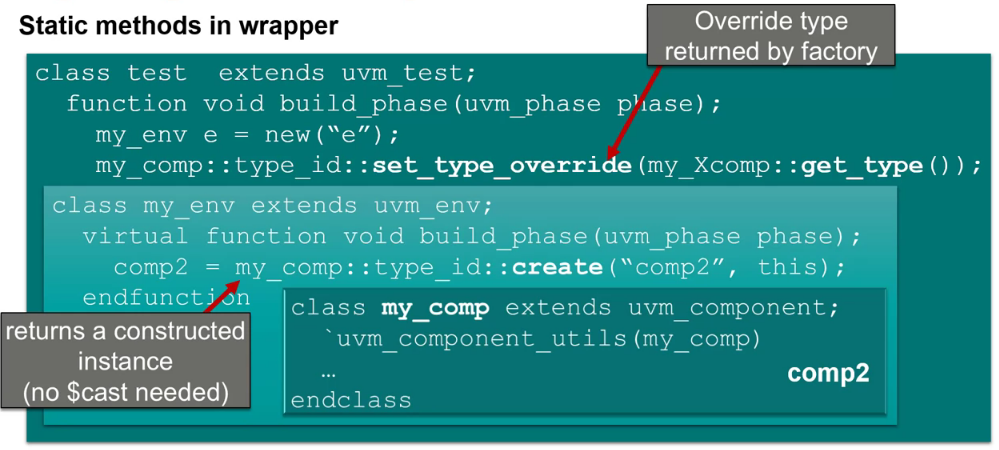 Static methods in wrapper
Override type
returned by factory
class test  extends uvm_test;
function void build_phase(uvm_phase phase);
my_env e = new(“e”);
my_comp::type_id::set_type_override(my_Xcomp::get_type());
class my_env extends uvm_env;
virtual function void build_phase(uvm_phase phase);
comp2 = my_comp::type_id::create(“comp2”, this);
endfunction
returns a constructed
instance
(no $cast needed)
class my_comp extends uvm_component;
`uvm_component_utils(my_comp)
…
comp2
endclass